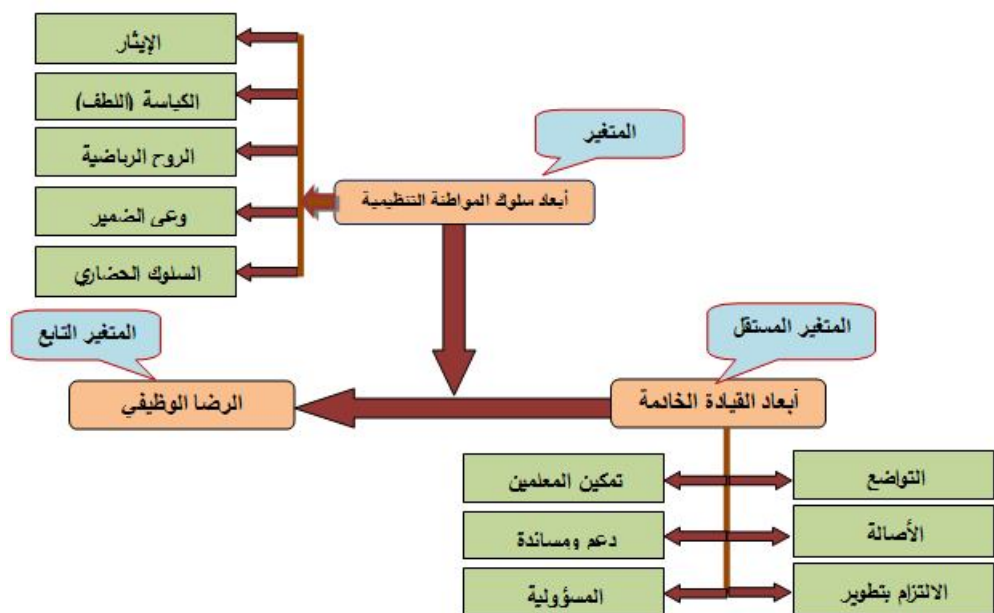 الإيثار
الكياسة (اللطف)
الروح الرياضية
وعي الضمير
السلوك الحضاري
المتغير
أبعاد سلوك المواطنة التنظيمية
المتغير التابع
المتغير المستقل
الرضا الوظيفي
أبعاد القيادة الخادمة
التواضع
تمكين المعلمين
الأصالة
دعم ومساندة
الالتزام بتطوير
المسؤولية